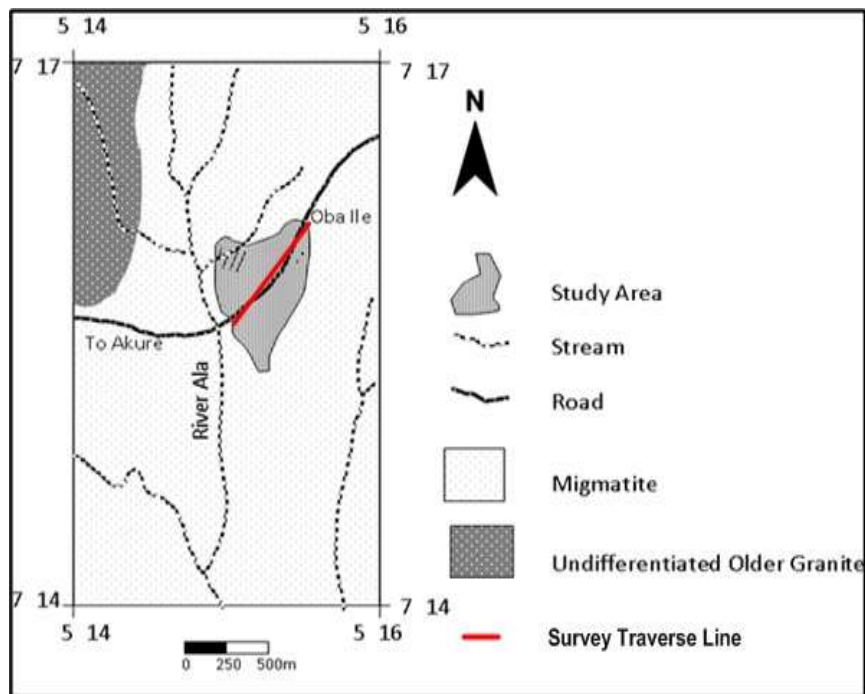 5 14
5 16
7 17
7 17
N
Oba Ile
Study Area
To Akure
Stream
River Ala
Road
Migmatite
Undifferentiated Older Granite
7 14
7 14
5 14
5 16
Survey Traverse Line
0 250 500m